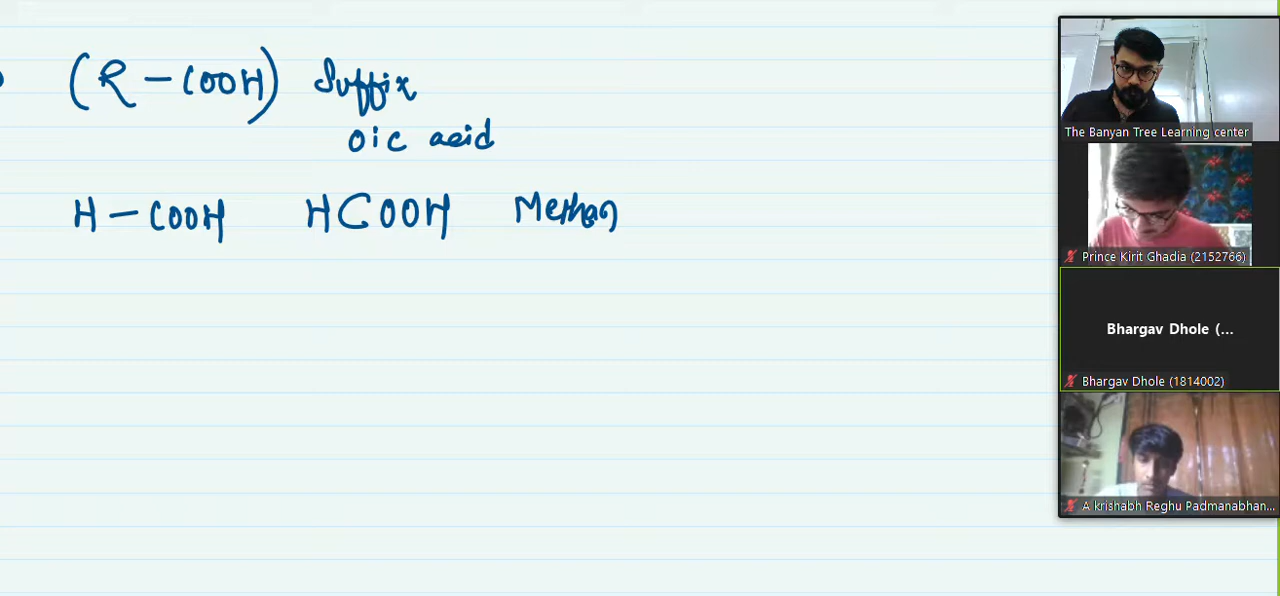 (R - COOH) Suffix
oic acid
H - COOH HCOOH Methan
The Banyan Tree Learning center
Prince Kirit Ghadia (2152766)
Bhargav Dhole (...
Bhargav Dhole (1814002)
A krishabh Reghu Padmanabhan...